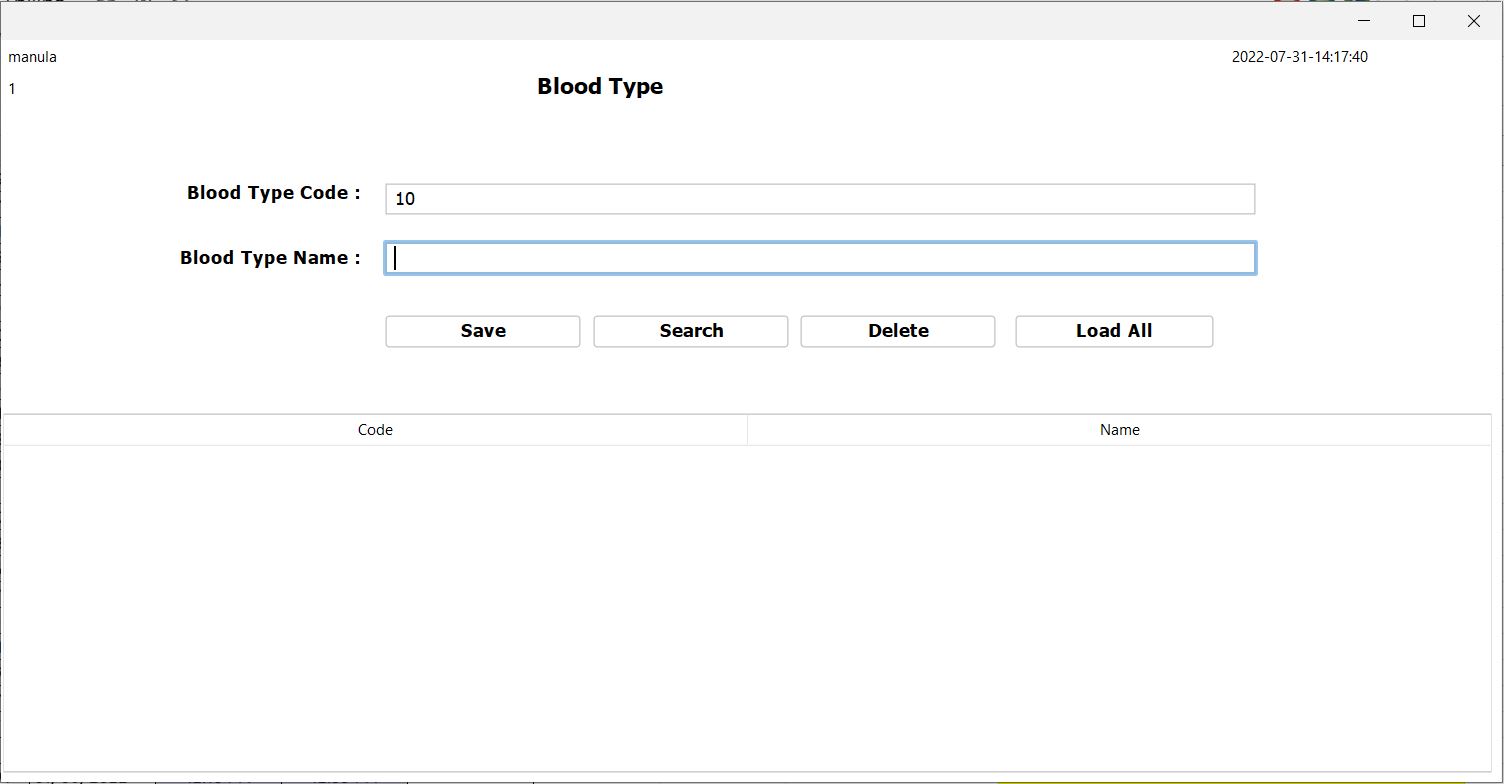 manula 2022-07-31-14:17:40
1 Blood Type
Blood Type Code : 10
Blood Type Name :
Save Search Delete Load All
Code Name